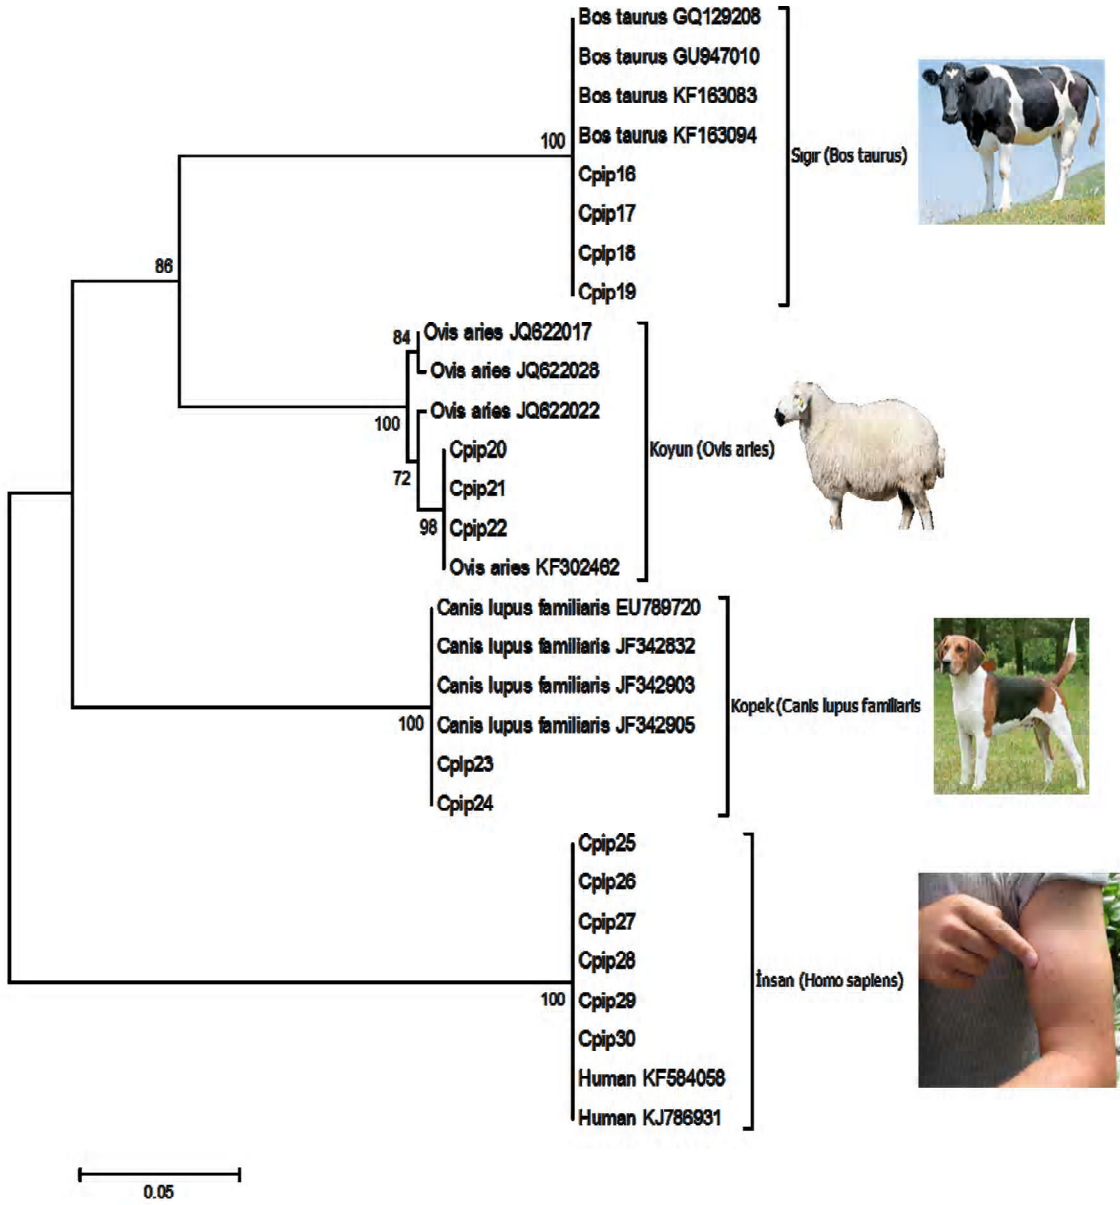 Bos taurus GQ129208
Bos taurus GU947010
Bos taurus KF163083
Bos taurus KF163094
100
Sıgır (Bos taurus)
Cpip16
Cpip17
Cpip18
Cpip19
86
84
Ovis aries JQ622017
Ovis aries JQ622028
Ovis aries JQ622022
100
Cpip20
Koyun (Ovis aries)
72
Cpip21
98
Cpip22
Ovis aries KF302462
Canis lupus familiaris EU789720
Canis lupus familiaris JF342832
Canis lupus familiaris JF342903
Kopek (Canis lupus familiaris
100
Canis lupus familiaris JF342905
Cpip23
Cpip24
Cpip25
Cpip26
Cpip27
Cpip28
İnsan (Homo sapiens)
100
Cpip29
Cpip30
Human KF584058
Human KJ786931
0.05